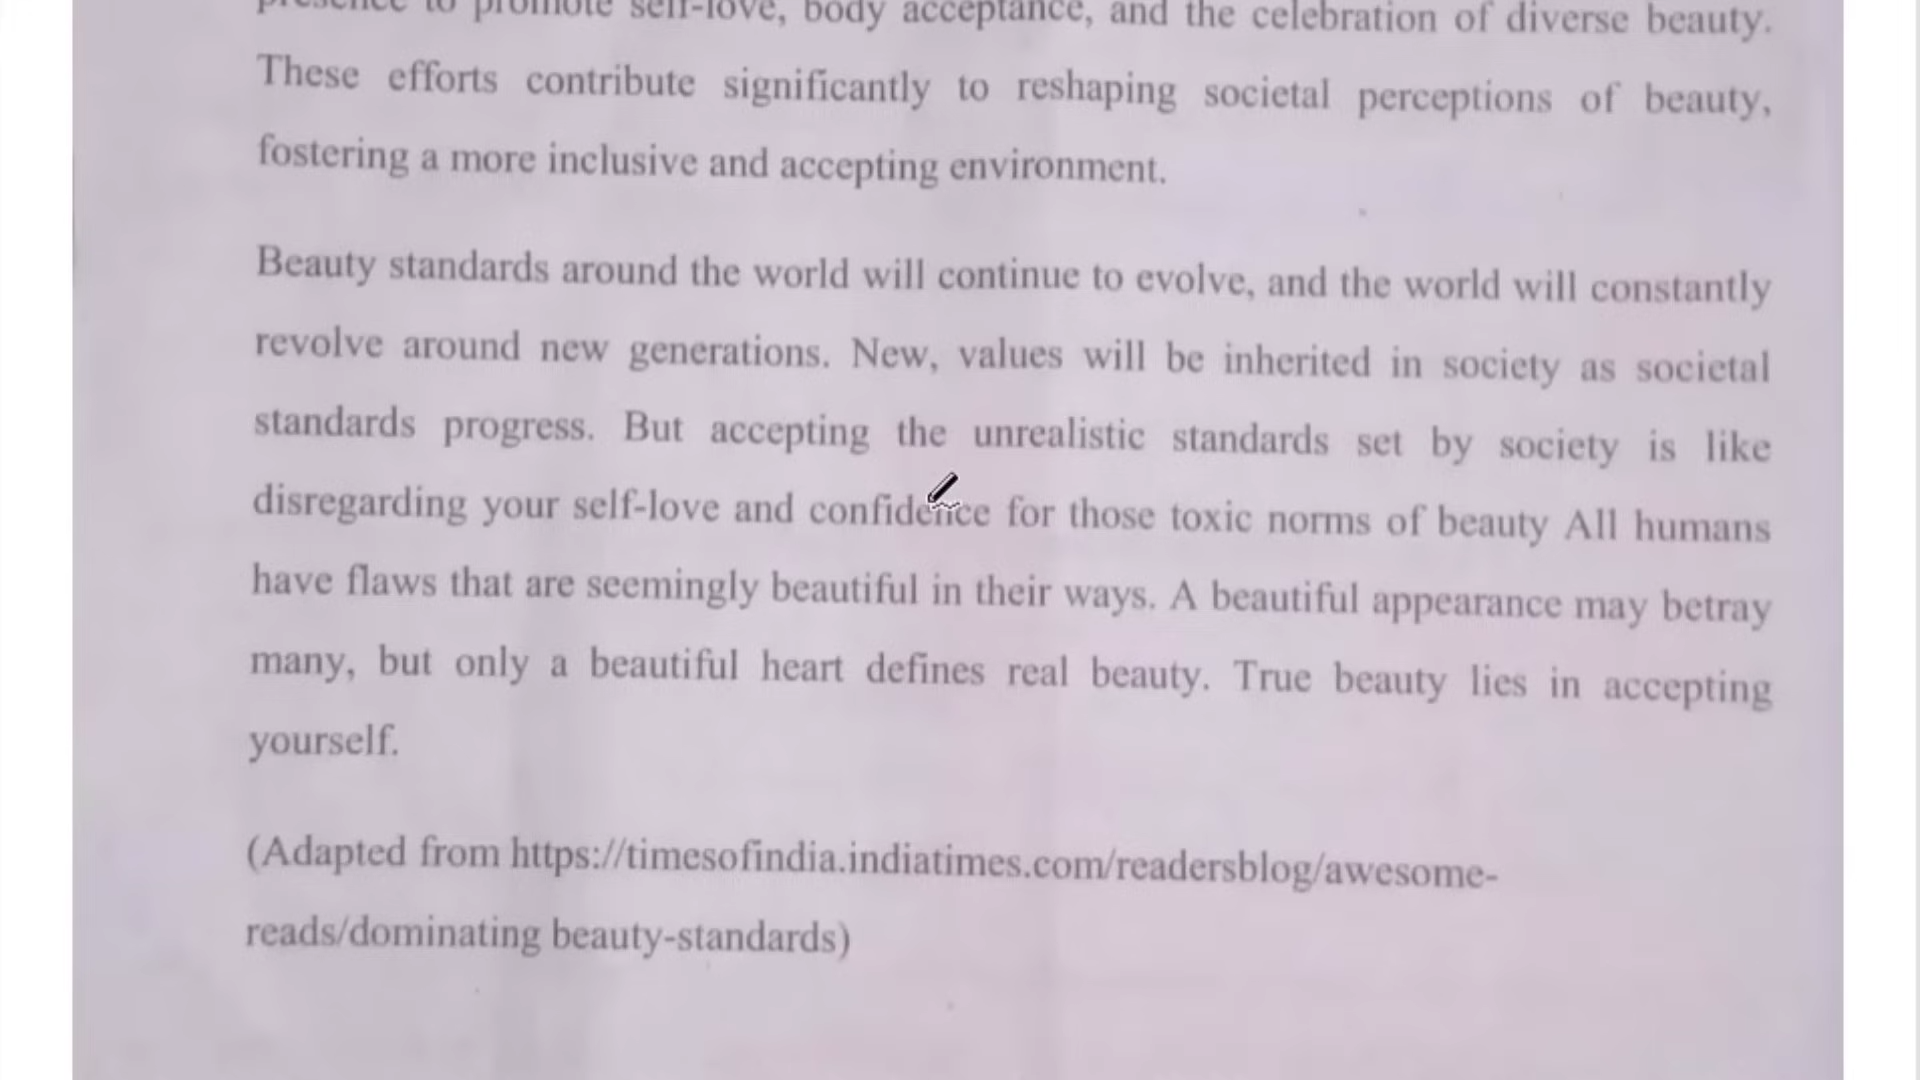 presence to promote self-love, body acceptance, and the celebration of diverse beauty.
These efforts contribute significantly to reshaping societal perceptions of beauty,
fostering a more inclusive and accepting environment.
Beauty standards around the world will continue to evolve, and the world will constantly
revolve around new generations. New, values will be inherited in society as societal
standards progress. But accepting the unrealistic standards set by society is like
disregarding your self-love and confidence for those toxic norms of beauty All humans
have flaws that are seemingly beautiful in their ways. A beautiful appearance may betray
many, but only a beautiful heart defines real beauty. True beauty lies in accepting
yourself.
(Adapted from https://timesofindia.indiatimes.com/readersblog/awesome-
reads/dominating beauty-standards)